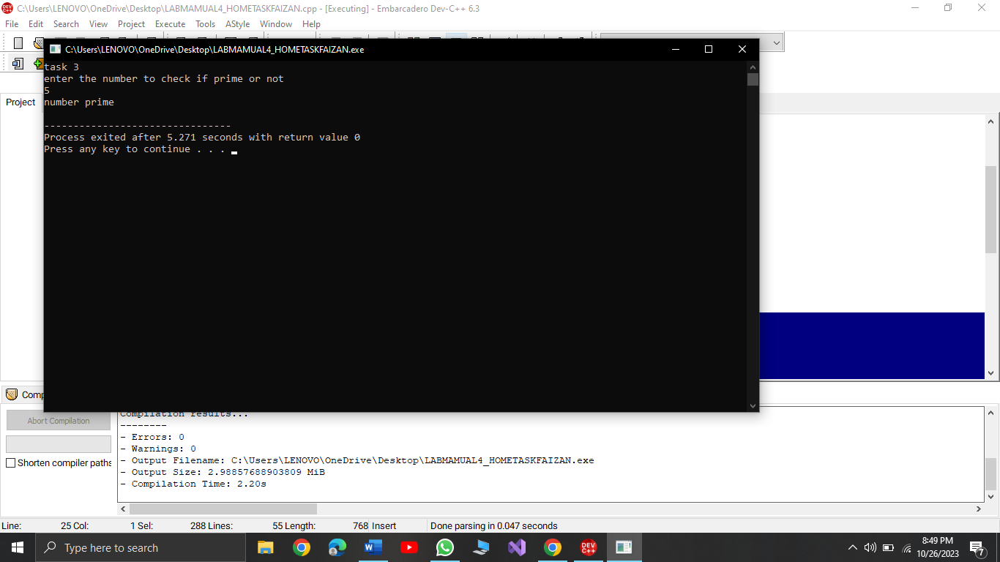 C:\Users\LENOVO\OneDrive\Desktop\LABMAMUAL4_HOMETASKFAIZAN.cpp - [Executing] - Embarcadero Dev-C++ 6.3
File Edit Search View Project Execute Tools AStyle Window Help
C:\Users\LENOVO\OneDrive\Desktop\LABMAMUAL4_HOMETASKFAIZAN.exe
task 3
enter the number to check if prime or not
5
number prime
--------------------------------
Process exited after 5.271 seconds with return value 0
Press any key to continue . . .
Project
Comp
Abort Compilation
Shorten compiler paths
Compilation results...
--------
- Errors: 0
- Warnings: 0
- Output Filename: C:\Users\LENOVO\OneDrive\Desktop\LABMAMUAL4_HOMETASKFAIZAN.exe
- Output Size: 2.98857688903809 MiB
- Compilation Time: 2.20s
Line: 25 Col: 1 Sel: 288 Lines: 55 Length: 768 Insert Done parsing in 0.047 seconds
Type here to search
DEV C++
8:49 PM
10/26/2023
7